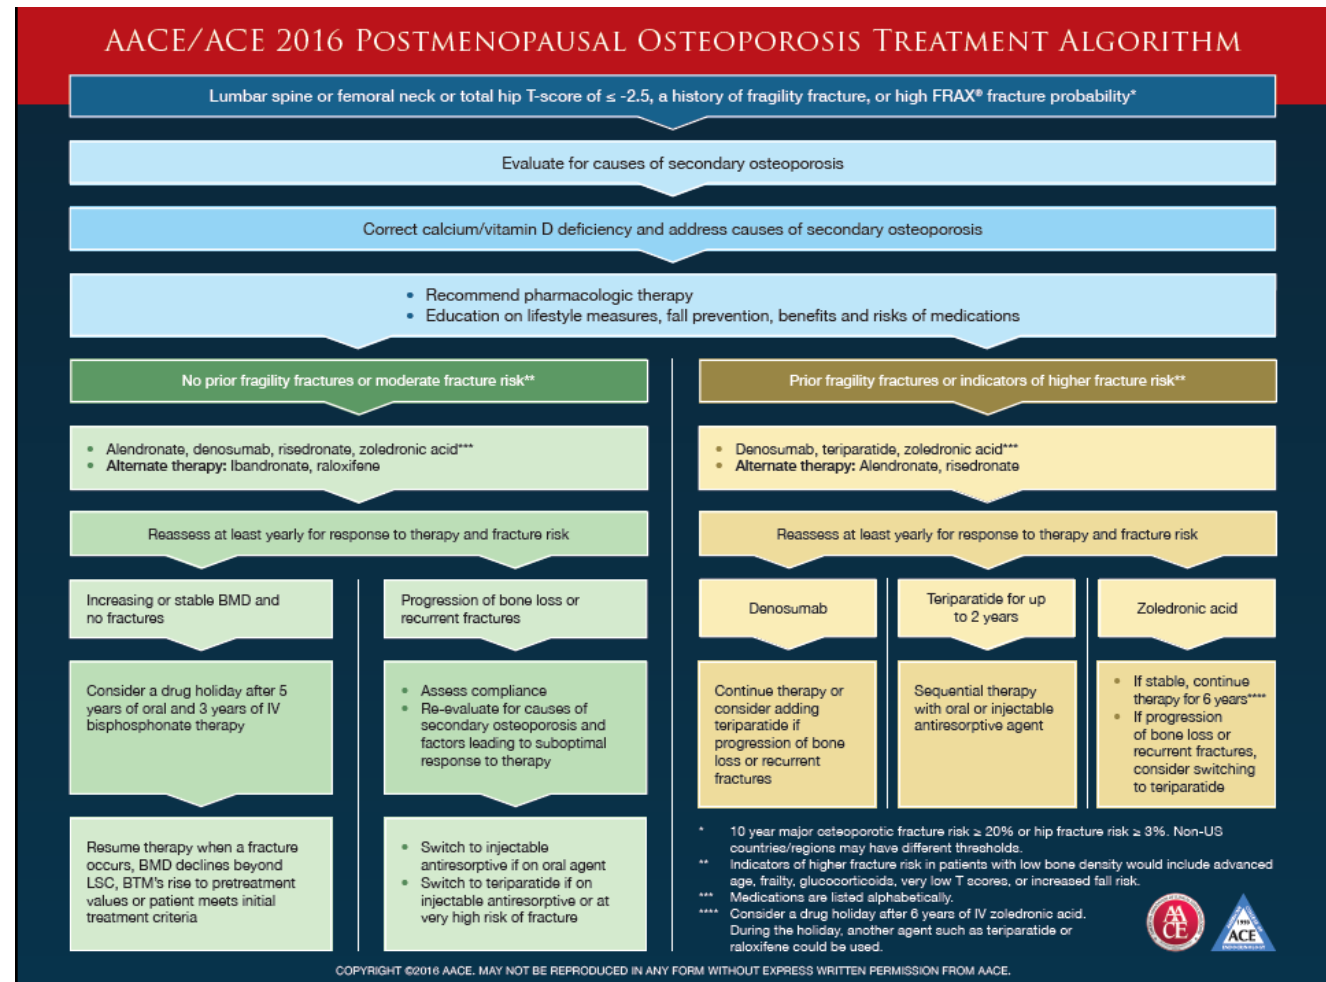 AACE/ACE 2016 Postmenopausal Osteoporosis Treatment Algorithm
Lumbar spine or femoral neck or total hip T-score of ≤ -2.5, a history of fragility fracture, or high FRAX® fracture probability*
Evaluate for causes of secondary osteoporosis
Correct calcium/vitamin D deficiency and address causes of secondary osteoporosis
• Recommend pharmacologic therapy
• Education on lifestyle measures, fall prevention, benefits and risks of medications
No prior fragility fractures or moderate fracture risk**
• Alendronate, denosumab, risedronate, zoledronic acid***
• Alternate therapy: Ibandronate, raloxifene
Reassess at least yearly for response to therapy and fracture risk
Increasing or stable BMD and
no fractures
Consider a drug holiday after 5
years of oral and 3 years of IV
bisphosphonate therapy
Resume therapy when a fracture
occurs, BMD declines beyond
LSC, BTM's rise to pretreatment
values or patient meets initial
treatment criteria
Progression of bone loss or
recurrent fractures
• Assess compliance
• Re-evaluate for causes of
secondary osteoporosis and
factors leading to suboptimal
response to therapy
• Switch to injectable
antiresorptive if on oral agent
• Switch to teriparatide if on
injectable antiresorptive or at
very high risk of fracture
Prior fragility fractures or indicators of higher fracture risk**
• Denosumab, teriparatide, zoledronic acid***
• Alternate therapy: Alendronate, risedronate
Reassess at least yearly for response to therapy and fracture risk
Denosumab
Continue therapy or
consider adding
teriparatide if
progression of bone
loss or recurrent
fractures
Teriparatide for up
to 2 years
Sequential therapy
with oral or injectable
antiresorptive agent
Zoledronic acid
• If stable, continue
therapy for 6 years****
• If progression
of bone loss or
recurrent fractures,
consider switching
to teriparatide
* 10 year major osteoporotic fracture risk ≥ 20% or hip fracture risk ≥ 3%. Non-US
countries/regions may have different thresholds.
** Indicators of higher fracture risk in patients with low bone density would include advanced
age, frailty, glucocorticoids, very low T scores, or increased fall risk.
*** Medications are listed alphabetically.
**** Consider a drug holiday after 6 years of IV zoledronic acid.
During the holiday, another agent such as teriparatide or
raloxifene could be used.
AA
CE
ACE
COPYRIGHT ©2016 AACE. MAY NOT BE REPRODUCED IN ANY FORM WITHOUT EXPRESS WRITTEN PERMISSION FROM AACE.